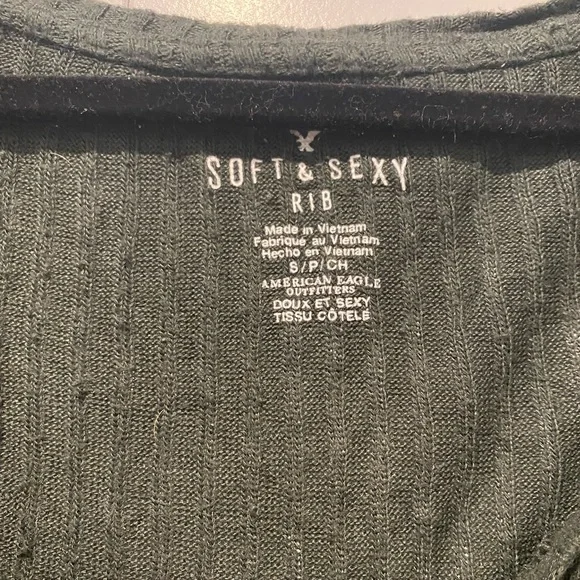 SOFT & SEXY
RIB
Made in Vietnam
Fabriqué au Vietnam
Hecho en Vietnam
S/P/CH
AMERICAN EAGLE
OUTFITTERS
DOUX ET SEXY
TISSU CÔTELÉ